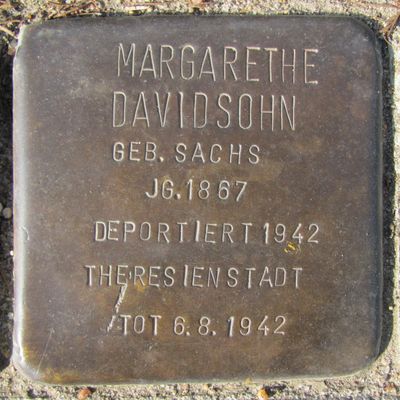 MARGARETHE
DAVIDSOHN
GEB. SACHS
JG. 1867
DEPORTIERT 1942
THERESIENSTADT
TOT 6.8.1942